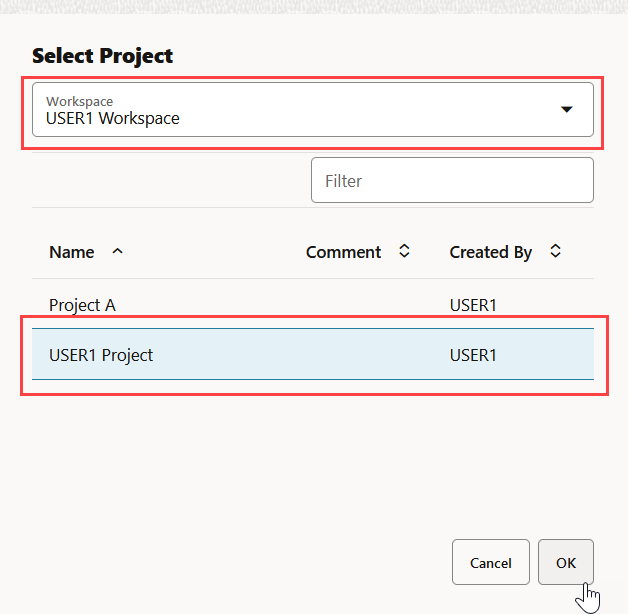 Select Project
Workspace
USER1 Workspace
Filter
Name Comment Created By
Project A USER1
USER1 Project USER1
Cancel OK